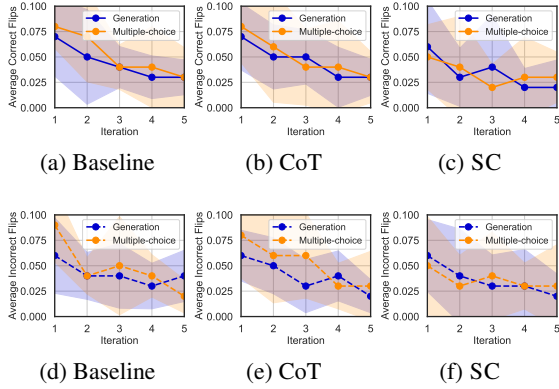 Average Correct Flips
0.100
0.075
0.050
0.025
0.000
Generation
Multiple-choice
1 2 3 4 5
Iteration
(a) Baseline
Average Correct Flips
0.100
0.075
0.050
0.025
0.000
Generation
Multiple-choice
1 2 3 4 5
Iteration
(b) CoT
Average Correct Flips
0.100
0.075
0.050
0.025
0.000
Generation
Multiple-choice
1 2 3 4 5
Iteration
(c) SC
Average Incorrect Flips
0.100
0.075
0.050
0.025
0.000
Generation
Multiple-choice
1 2 3 4 5
Iteration
(d) Baseline
Average Incorrect Flips
0.100
0.075
0.050
0.025
0.000
Generation
Multiple-choice
1 2 3 4 5
Iteration
(e) CoT
Average Incorrect Flips
0.100
0.075
0.050
0.025
0.000
Generation
Multiple-choice
1 2 3 4 5
Iteration
(f) SC